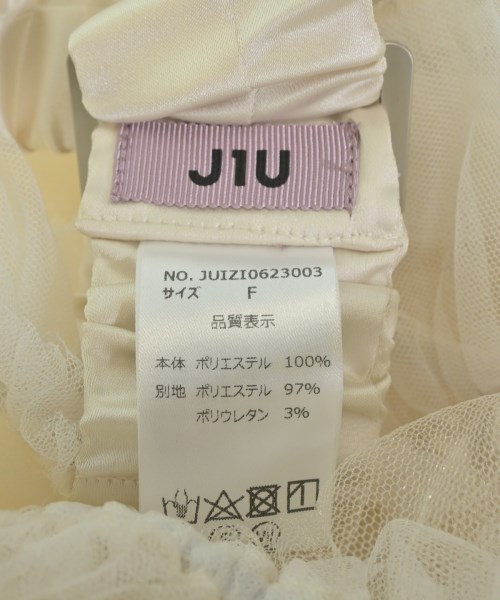 J1U
NO. JUIZI0623003
サイズ F
品質表示
本体 ポリエステル 100%
別地 ポリエステル 97%
ポリウレタン 3%